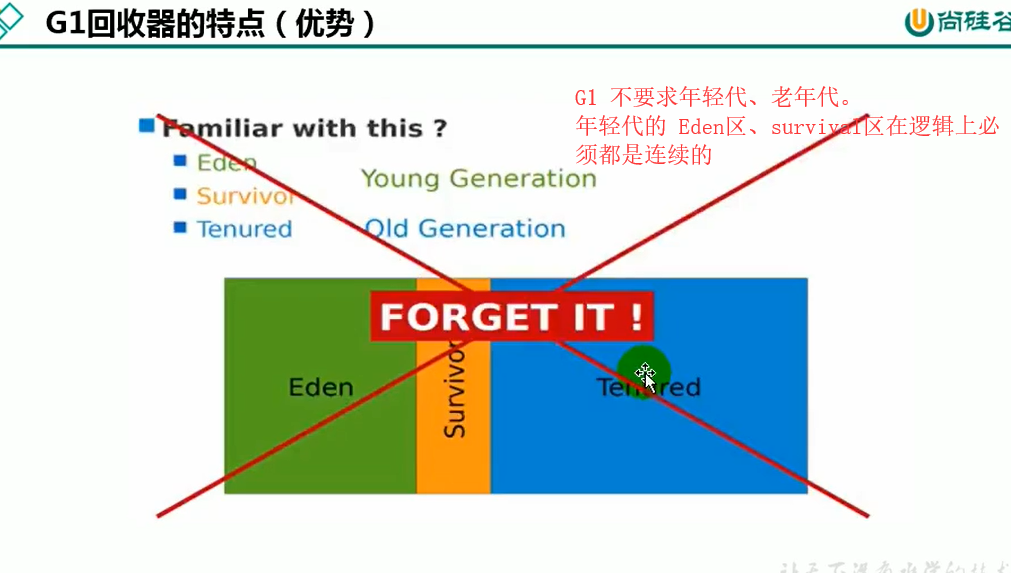 G1回收器的特点（优势）
尚硅谷
G1 不要求年轻代、老年代。
年轻代的 Eden区、survival区在逻辑上必
须都是连续的
Familiar with this ?
Eden
Survivor
Tenured
Young Generation
Old Generation
FORGET IT !
Eden
Survivor
Tenured